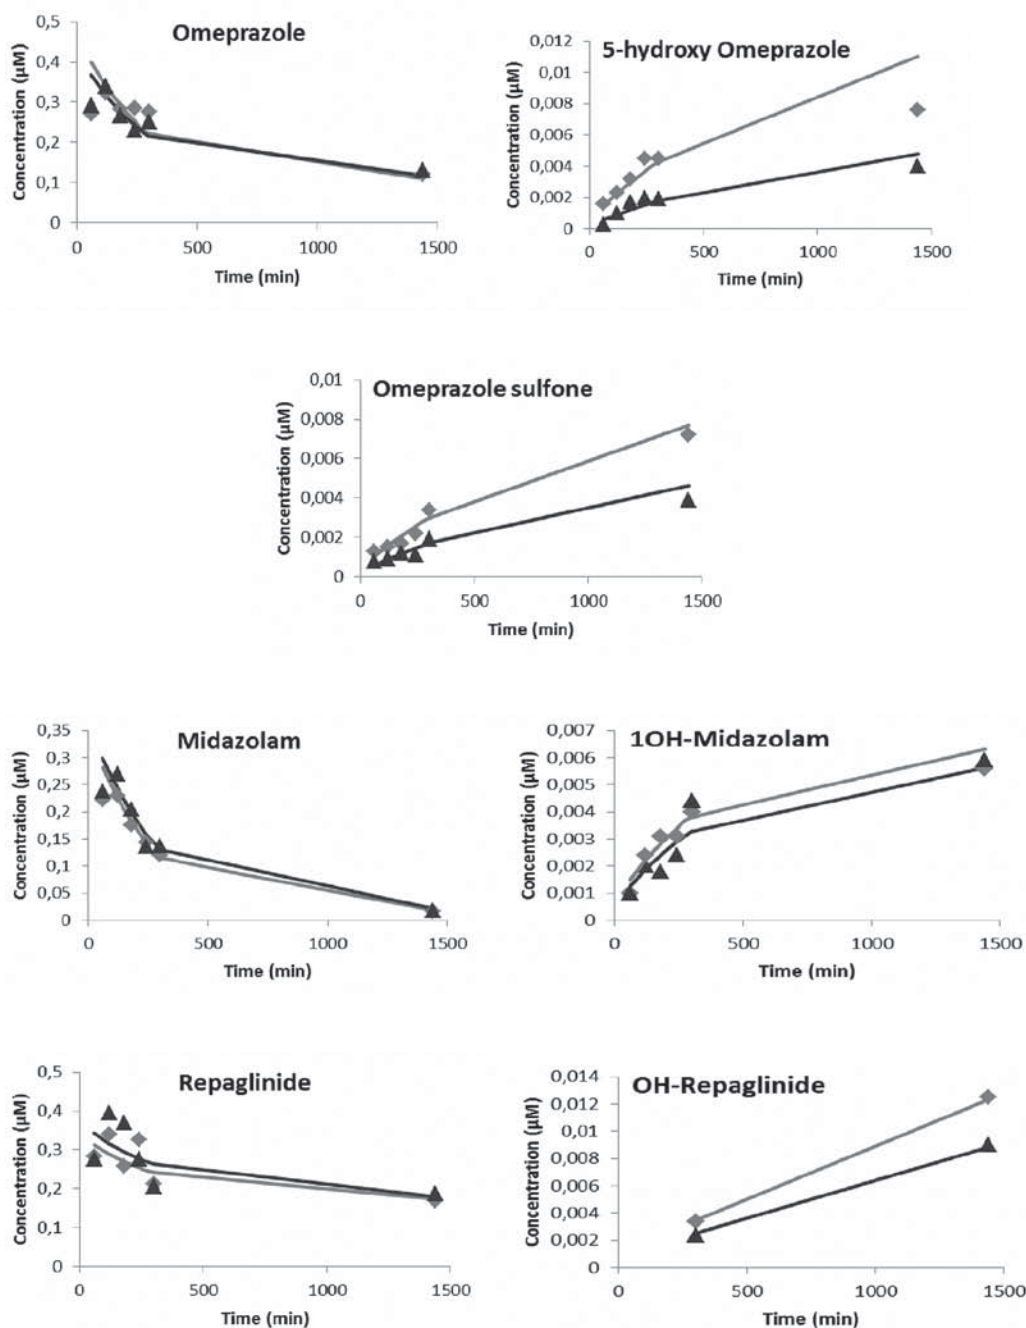 Omeprazole
Concentration (µM)
0,5
0,4
0,3
0,2
0,1
0
0 500 1000 1500
Time (min)
5-hydroxy Omeprazole
Concentration (µM)
0,012
0,01
0,008
0,006
0,004
0,002
0
0 500 1000 1500
Time (min)
Omeprazole sulfone
Concentration (µM)
0,01
0,008
0,006
0,004
0,002
0
0 500 1000 1500
Time (min)
Midazolam
Concentration (µM)
0,35
0,3
0,25
0,2
0,15
0,1
0,05
0
0 500 1000 1500
Time (min)
1OH-Midazolam
Concentration (µM)
0,007
0,006
0,005
0,004
0,003
0,002
0,001
0
0 500 1000 1500
Time (min)
Repaglinide
Concentration (µM)
0,5
0,4
0,3
0,2
0,1
0
0 500 1000 1500
Time (min)
OH-Repaglinide
Concentration (µM)
0,014
0,012
0,01
0,008
0,006
0,004
0,002
0
0 500 1000 1500
Time (min)